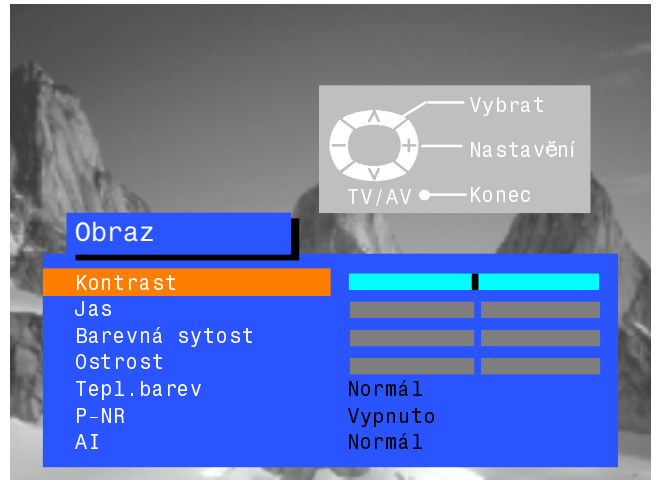 Vybrat
Nastavění
TV/AV Konec
Obraz
Kontrast
Jas
Barevná sytost
Ostrost
Tepl.barev Normál
P-NR Vypnuto
AI Normál